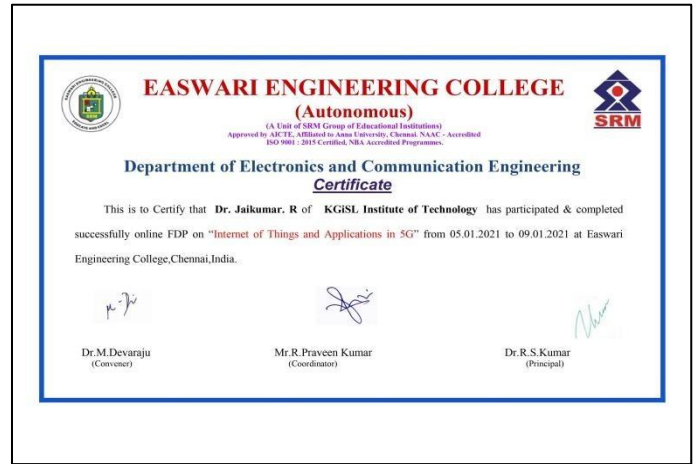 EASWARI ENGINEERING COLLEGE
(Autonomous)
(A Unit of SRM Group of Educational Institutions)
Approved by AICTE, Affiliated to Anna University, Chennai. NAAC - Accredited
ISO 9001 : 2015 Certified, NBA Accredited Programmes.
SRM
SRM
Department of Electronics and Communication Engineering
Certificate
This is to Certify that Dr. Jaikumar. R of KGiSL Institute of Technology has participated & completed
successfully online FDP on “Internet of Things and Applications in 5G” from 05.01.2021 to 09.01.2021 at Easwari
Engineering College,Chennai,India.
Dr.M.Devaraju Mr.R.Praveen Kumar Dr.R.S.Kumar
(Convener) (Coordinator) (Principal)